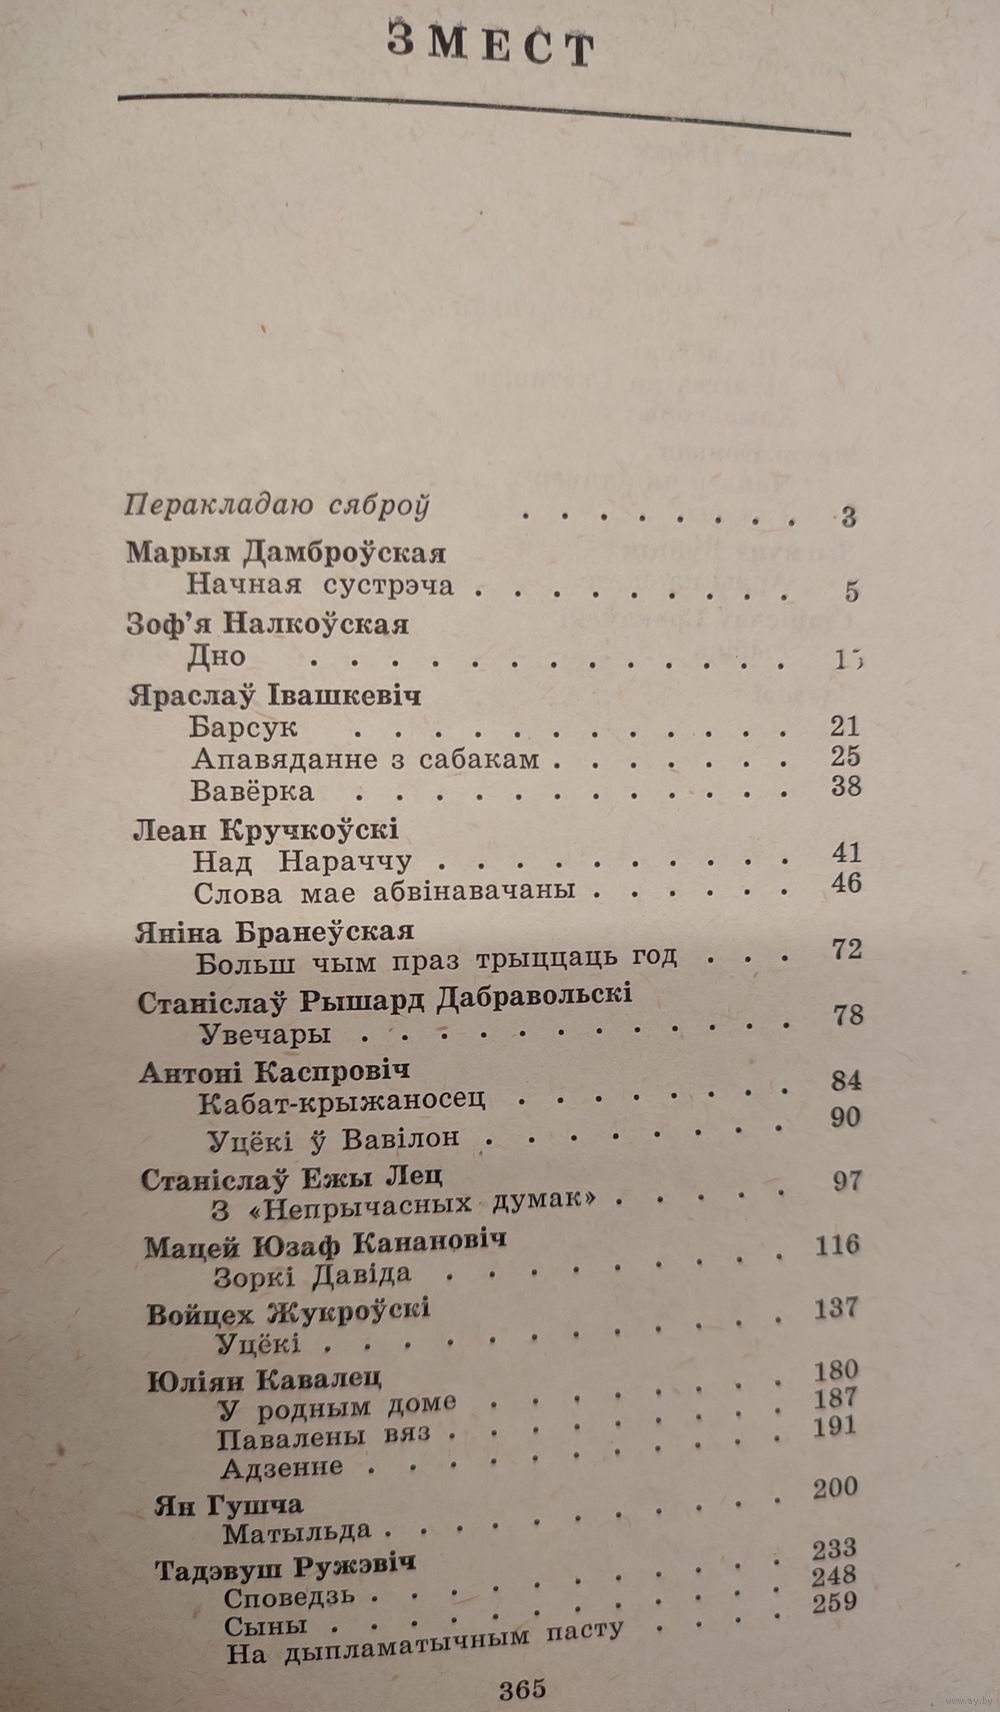 ЗМЕСТ
Перакладаю сяброў . . . . . . . . 3
Марыя Дамброўская
Начная сустрэча . . . . . . . . . 5
Зоф’я Налкоўская
Дно . . . . . . . . . . . . .
Яраслаў Івашкевіч
Барсук . . . . . . . . . . . . 21
Апавяданне з сабакам . . . . . . . 25
Вавёрка . . . . . . . . . . . . 38
Леан Кручкоўскі
Над Нараччу . . . . . . . . . . 41
Слова мае абвінавачаны . . . . . . 46
Яніна Бранеўская
Больш чым праз трыццаць год . . . 72
Станіслаў Рышард Дабравольскі
Увечары . . . . . . . . . . . . 78
Антоні Каспровіч
Кабат-крыжаносец . . . . . . . . 84
Уцёкі ў Вавілон . . . . . . . . 90
Станіслаў Ежы Лец
З «Непрычасных думак» . . . . . 97
Мацей Юзаф Канановіч
Зоркі Давіда . . . . . . . . . 116
Войцех Жукроўскі
Уцёкі . . . . . . . . . . . . 137
Юліян Кавалец
У родным доме . . . . . . . . 180
Павалены вяз . . . . . . . . . 187
Адзенне . . . . . . . . . . . 191
Ян Гушча
Матыльда . . . . . . . . . . . 200
Тадэвуш Ружэвіч
Споведзь . . . . . . . . . . . 233
Сыны . . . . . . . . . . . . 248
На дыпламатычным пасту . . . . 259
365
www.ay.by